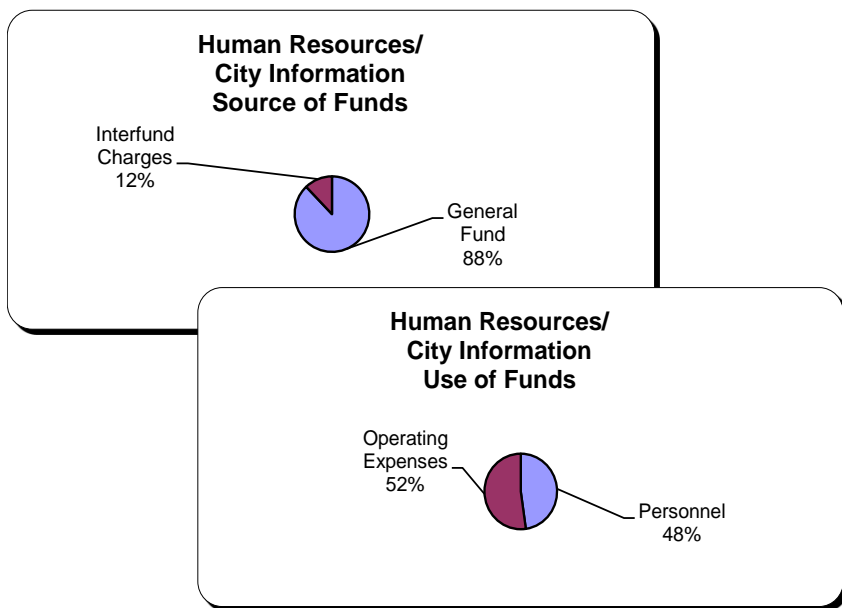 Human Resources/
City Information
Source of Funds
Interfund
Charges
12%
General
Fund
88%
Human Resources/
City Information
Use of Funds
Operating
Expenses
52%
Personnel
48%